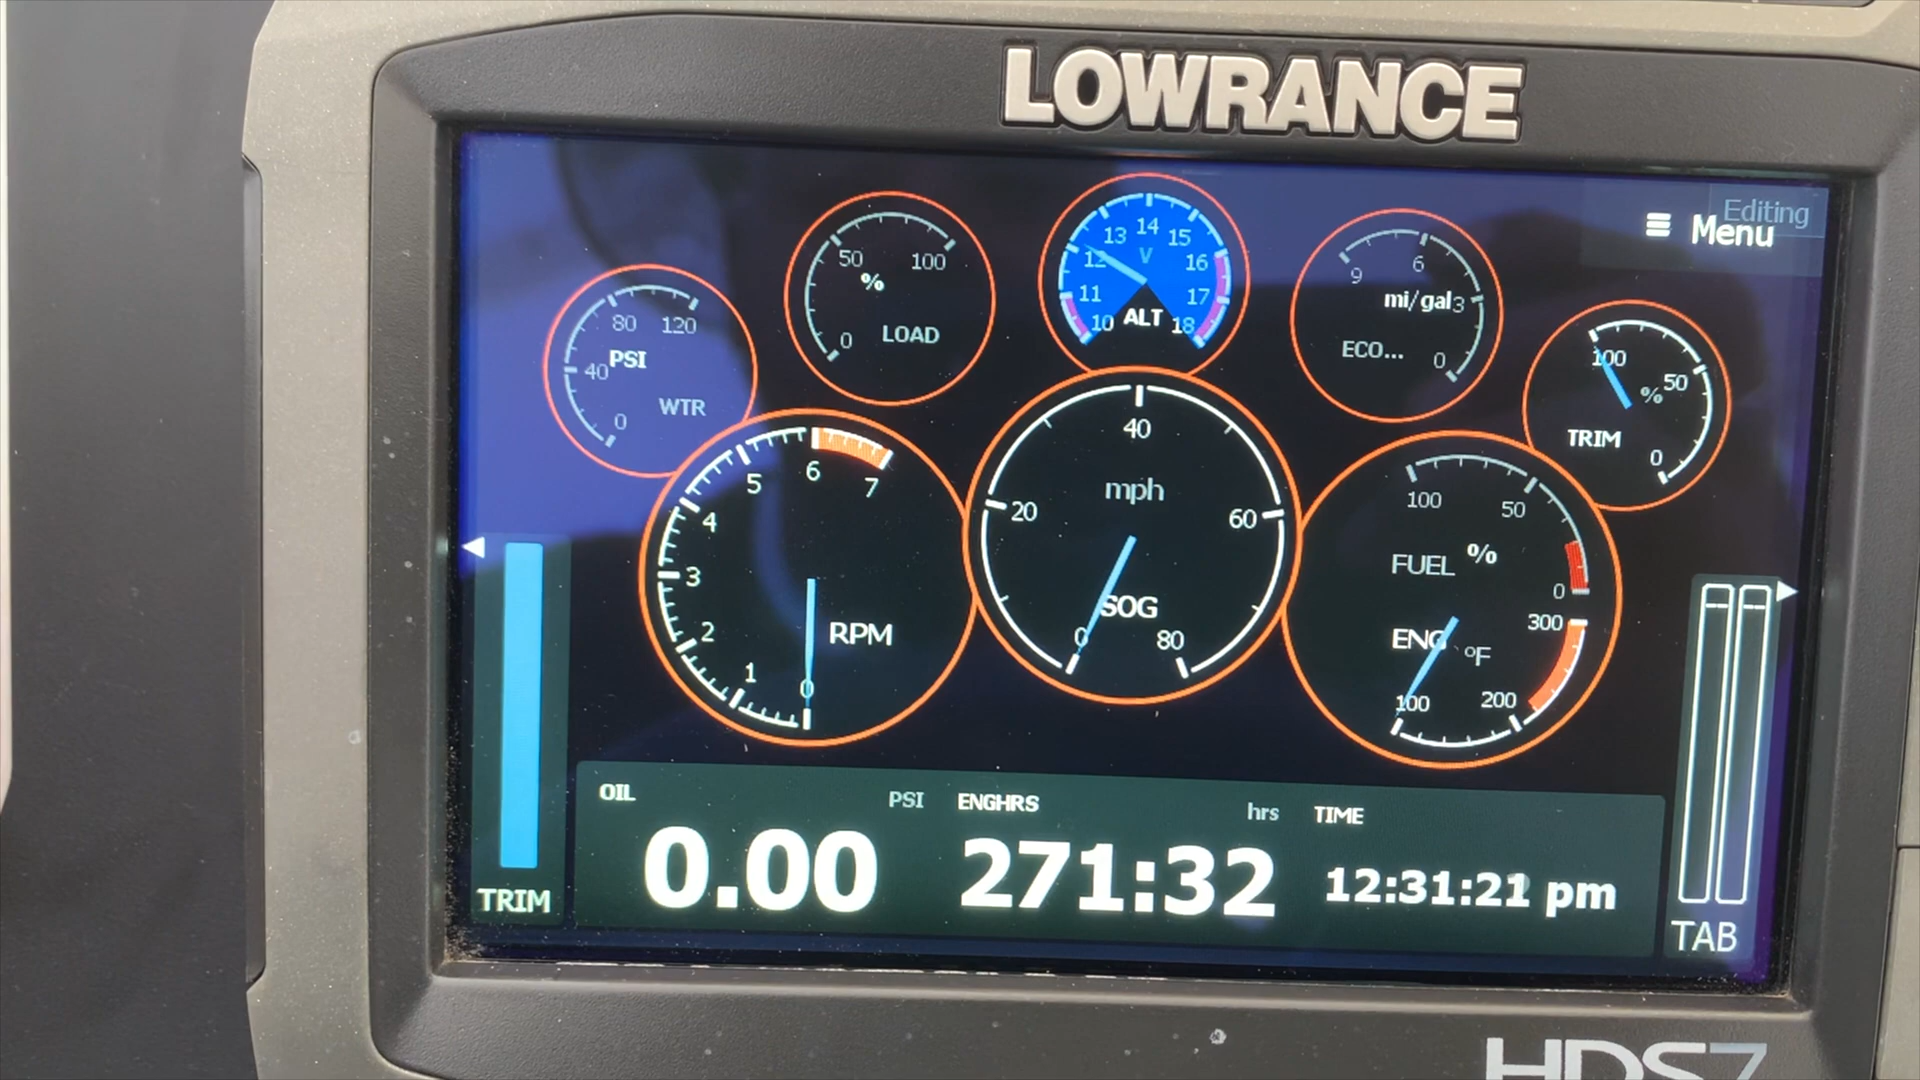 LOWRANCE
Editing
Menu
10 11 12 13 14 15 16 17 18
V
ALT
0 50 100
%
LOAD
9 6 3 0
mi/gal
ECO...
0 40 80 120
PSI
WTR
100 50 0
%
TRIM
0 1 2 3 4 5 6 7
RPM
0 20 40 60 80
mph
SOG
100 50 0
FUEL %
300
ENG °F
100 200
TRIM
OIL PSI ENGHRS hrs TIME
0.00 271:32 12:31:21 pm
TAB
HDS7